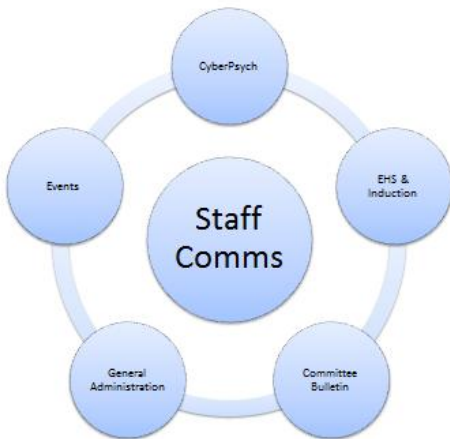 CyberPsych
Events
EHS &
Induction
Staff
Comms
General
Administration
Committee
Bulletin